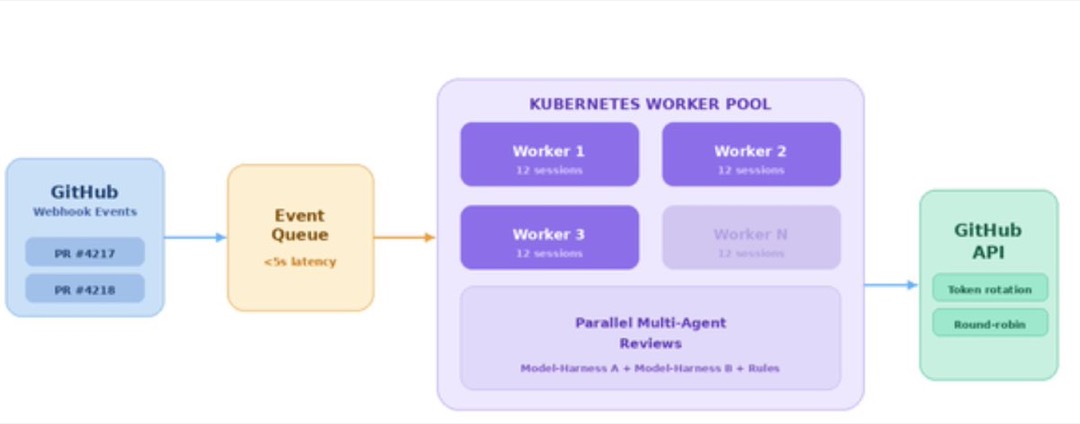 GitHub
Webhook Events
PR #4217
PR #4218
Event
Queue
<5s latency
KUBERNETES WORKER POOL
Worker 1
12 sessions
Worker 2
12 sessions
Worker 3
12 sessions
Worker N
12 sessions
Parallel Multi-Agent
Reviews
Model-Harness A + Model-Harness B + Rules
GitHub
API
Token rotation
Round-robin